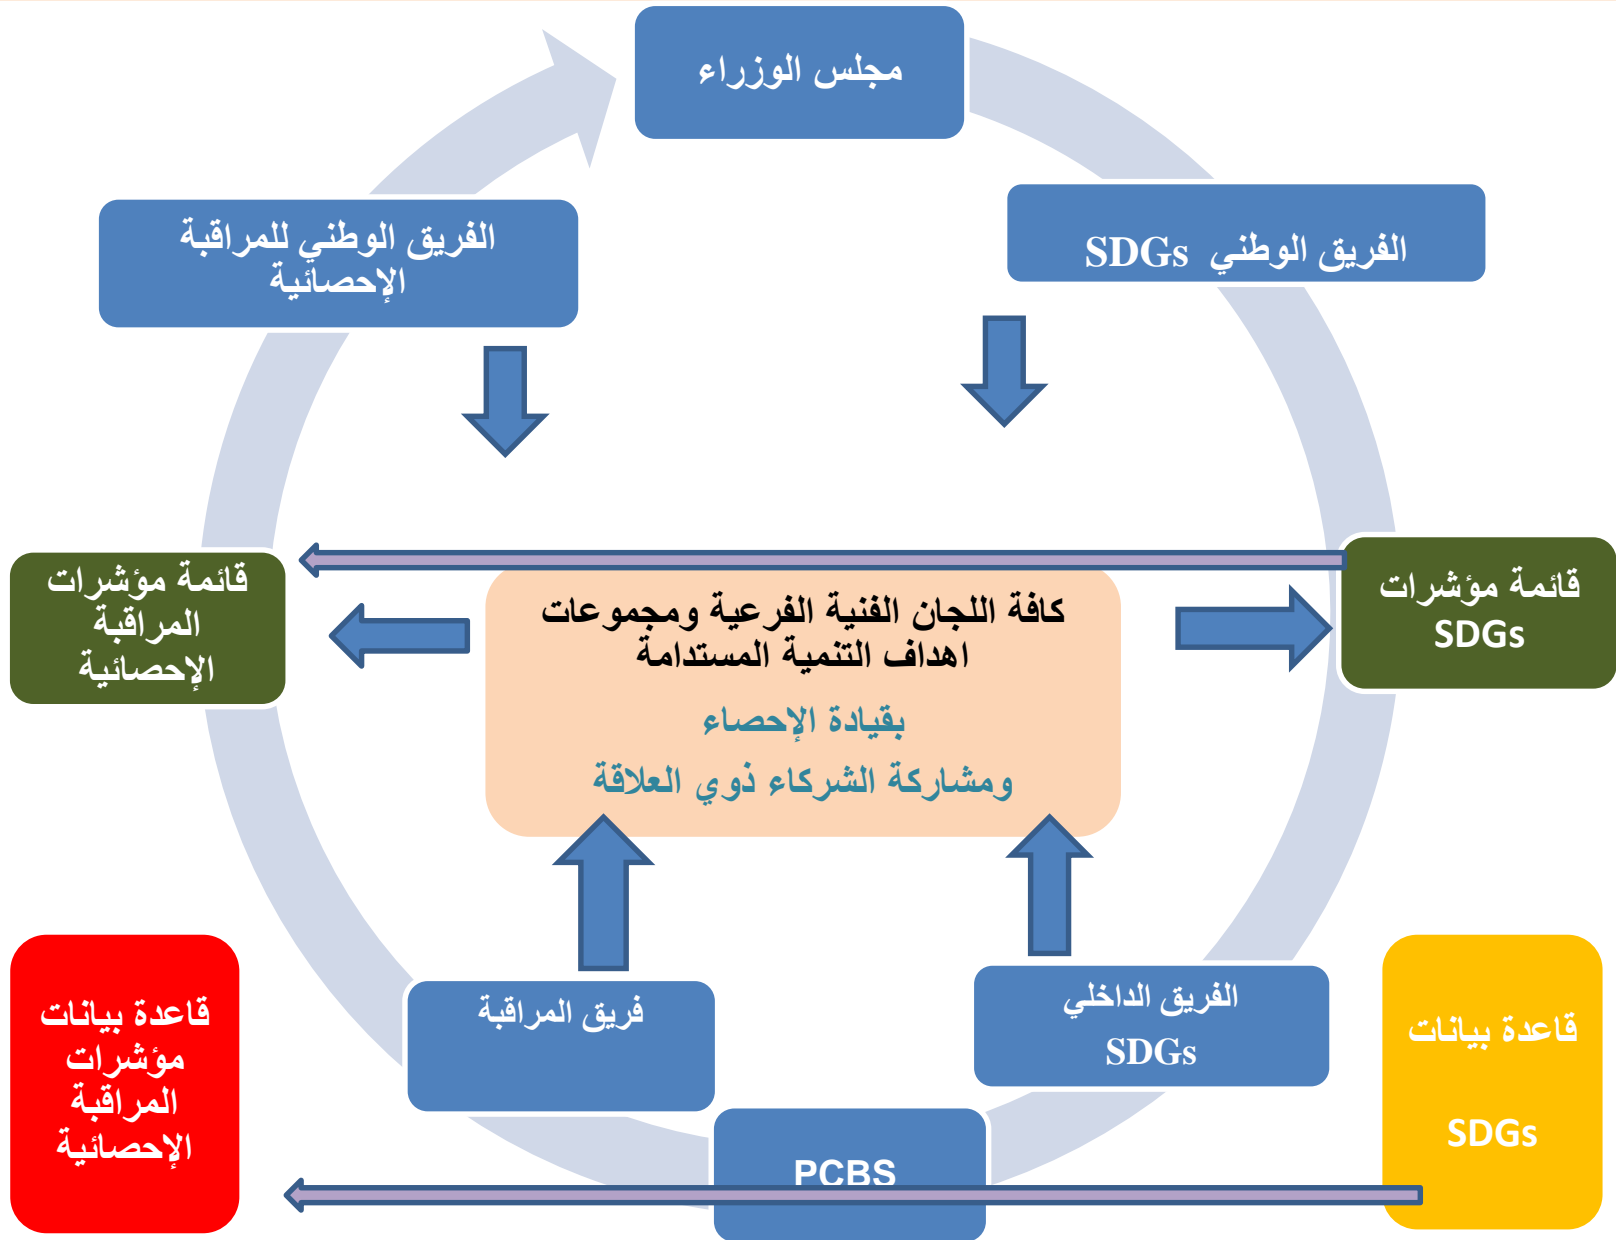 مجلس الوزراء
الفريق الوطني SDGs
الفريق الوطني للمراقبة
الإحصائية
قائمة مؤشرات
SDGs
كافة اللجان الفنية الفرعية ومجموعات
اهداف التنمية المستدامة
بقيادة الإحصاء
ومشاركة الشركاء ذوي العلاقة
قائمة مؤشرات
المراقبة
الإحصائية
قاعدة بيانات
SDGs
الفريق الداخلي
SDGs
فريق المراقبة
قاعدة بيانات
مؤشرات
المراقبة
الإحصائية
PCBS